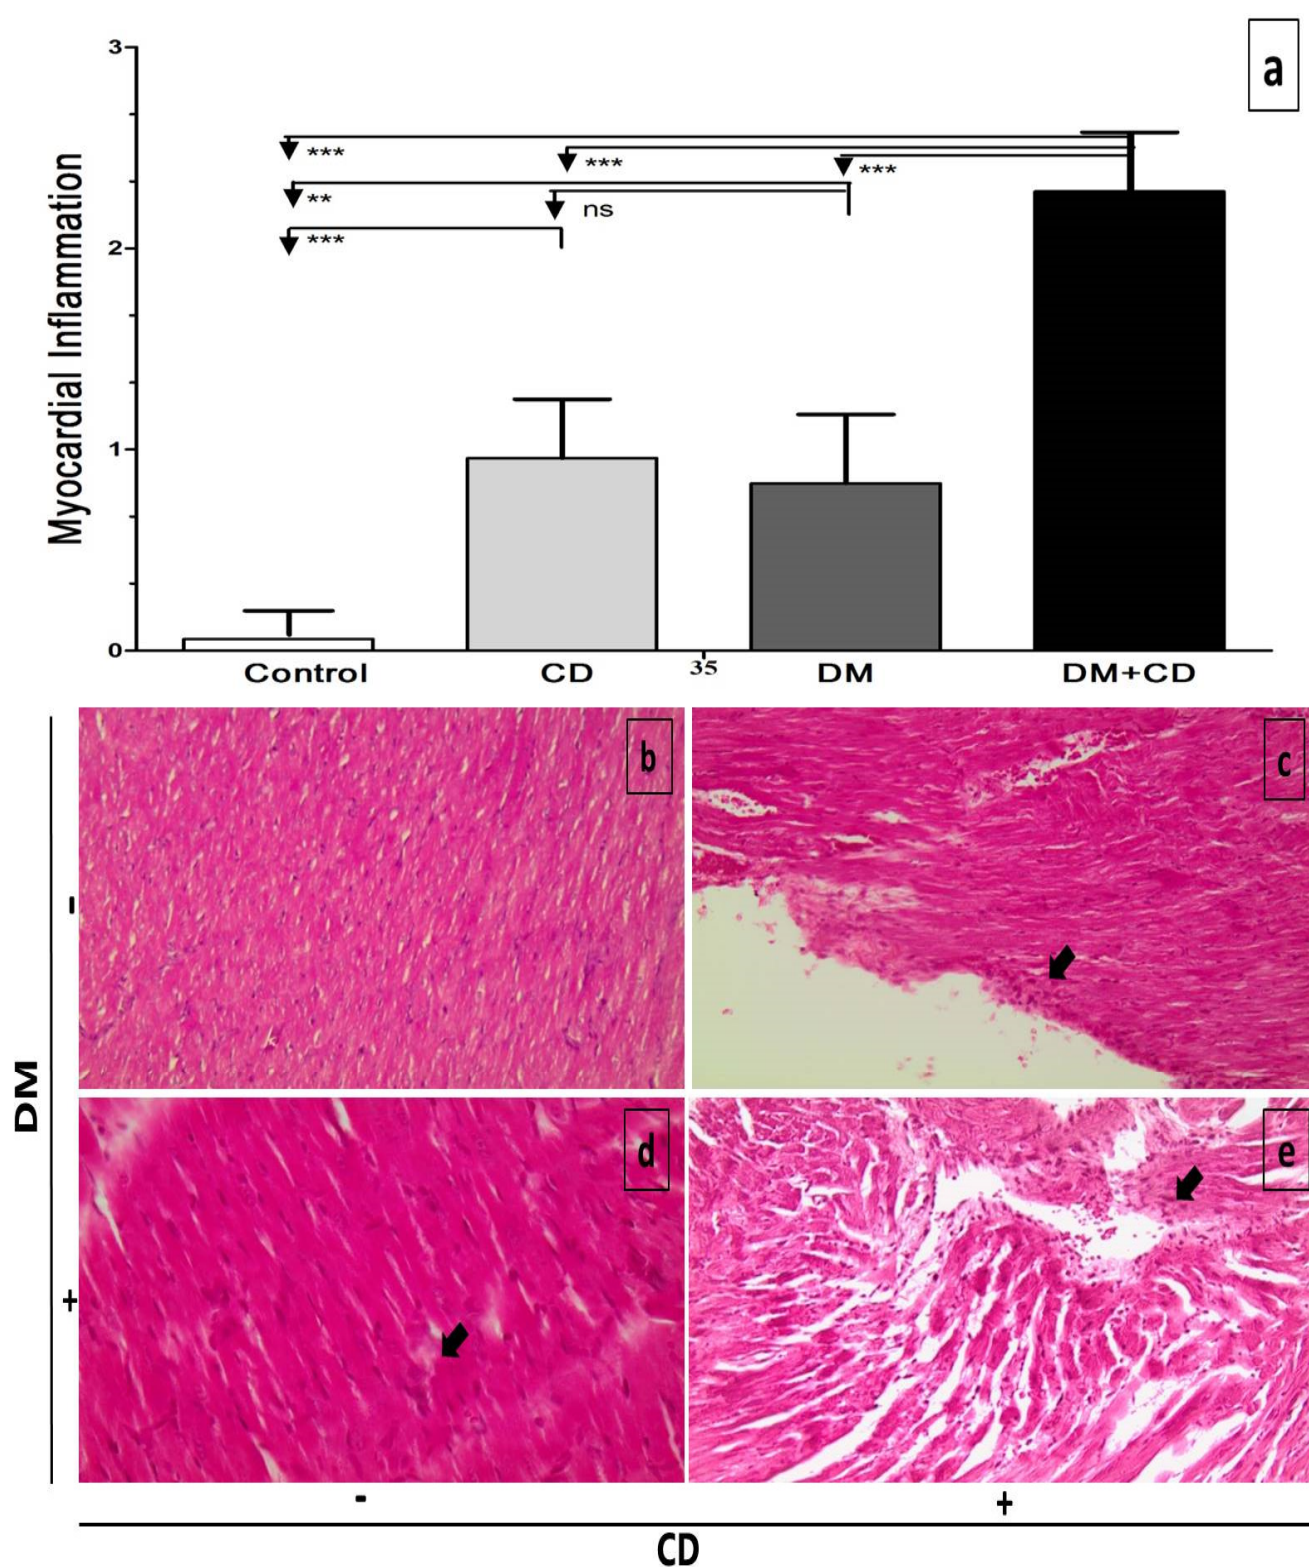 a
Myocardial Inflammation
3
2
1
0
***
***
***
**
ns
***
Control CD 35 DM DM+CD
b
c
DM
-
+
d
e
- +
CD